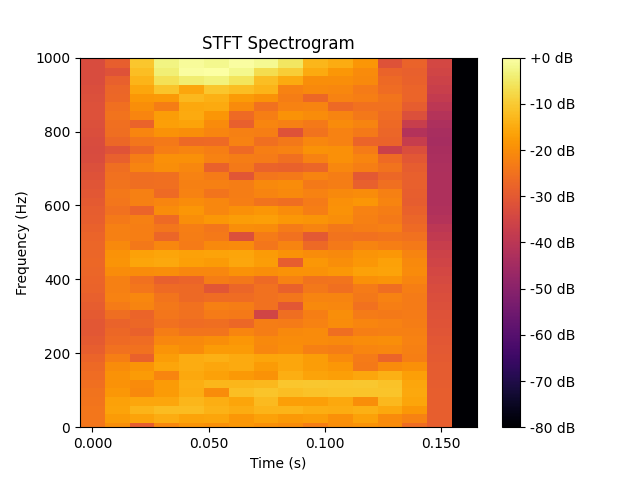 STFT Spectrogram
1000
800
600
400
200
0
Frequency (Hz)
0.000
0.050
0.100
0.150
Time (s)
+0 dB
-10 dB
-20 dB
-30 dB
-40 dB
-50 dB
-60 dB
-70 dB
-80 dB